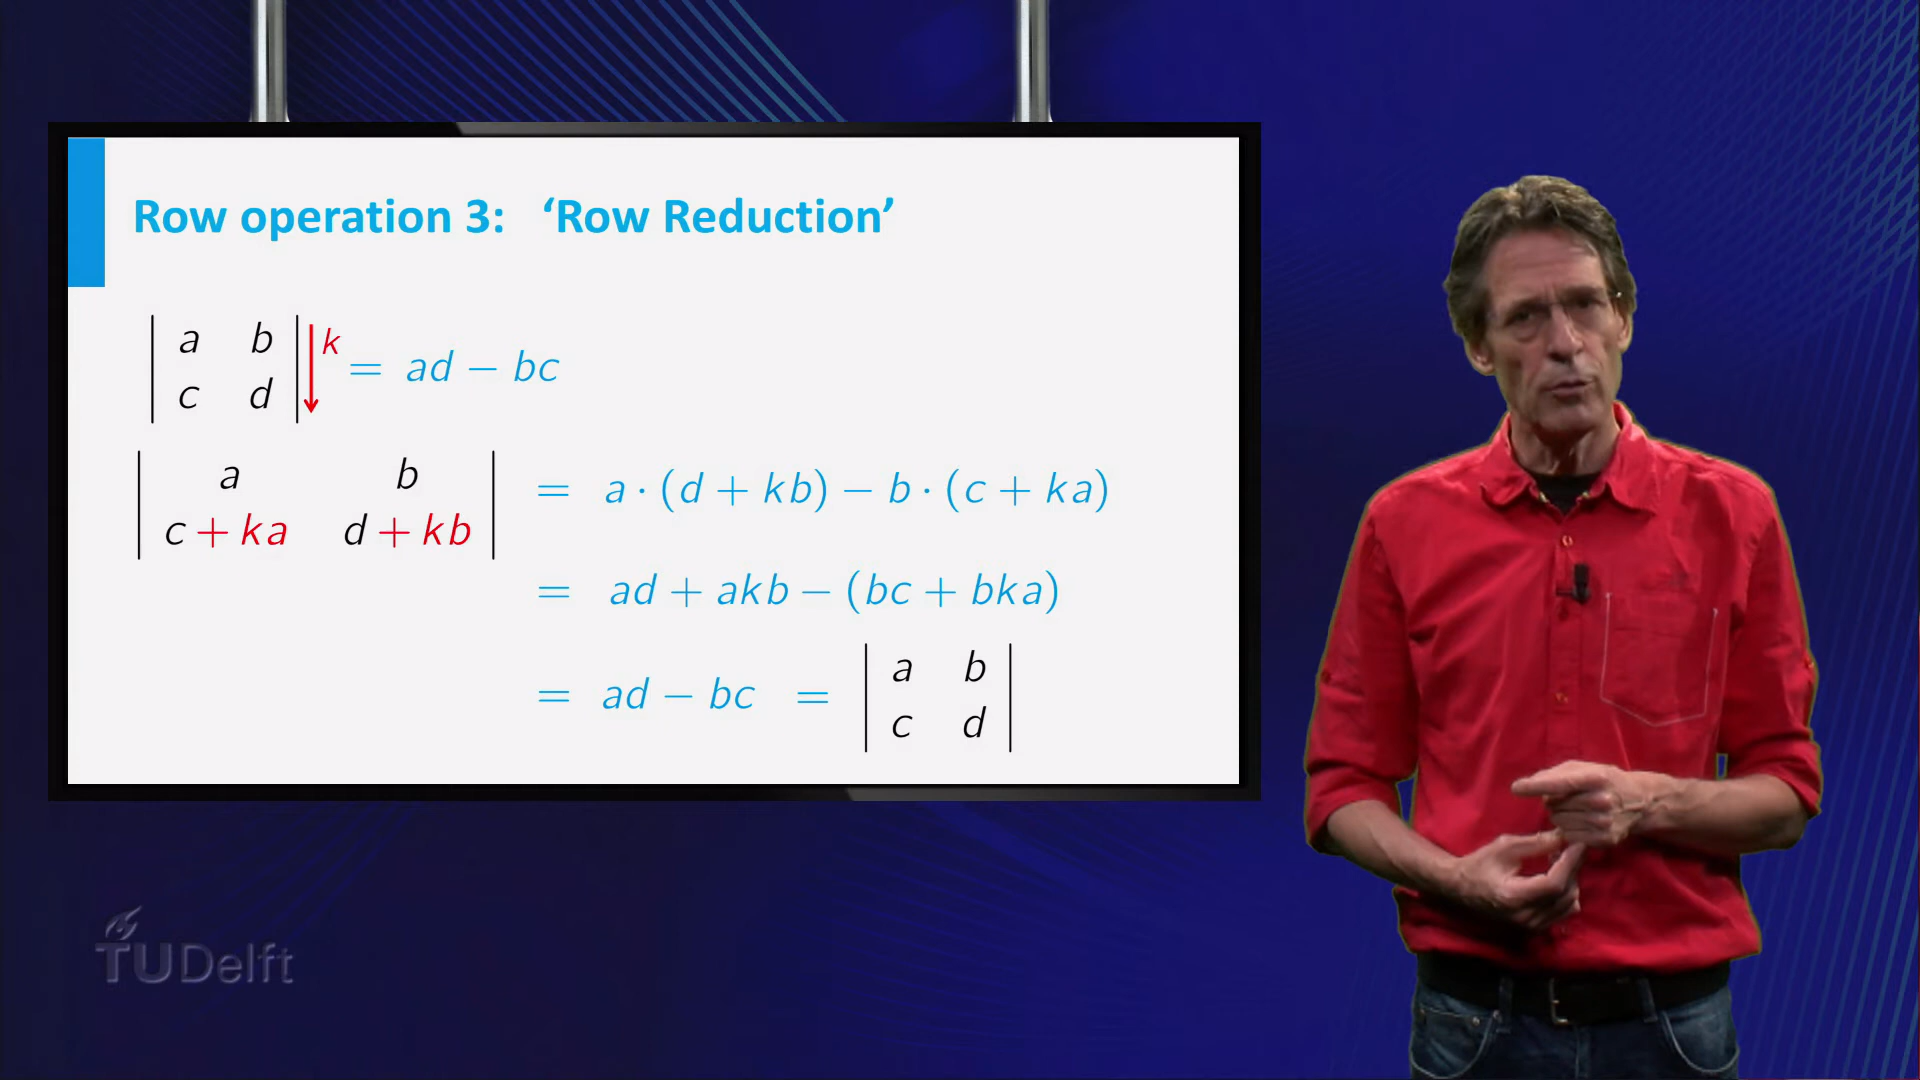 Row operation 3: ‘Row Reduction’
| a b |
| c d | ↓ k = ad − bc
| a b |
| c + ka d + kb | = a · (d + kb) − b · (c + ka)
= ad + akb − (bc + bka)
= ad − bc = | a b |
| c d |
TUDelft